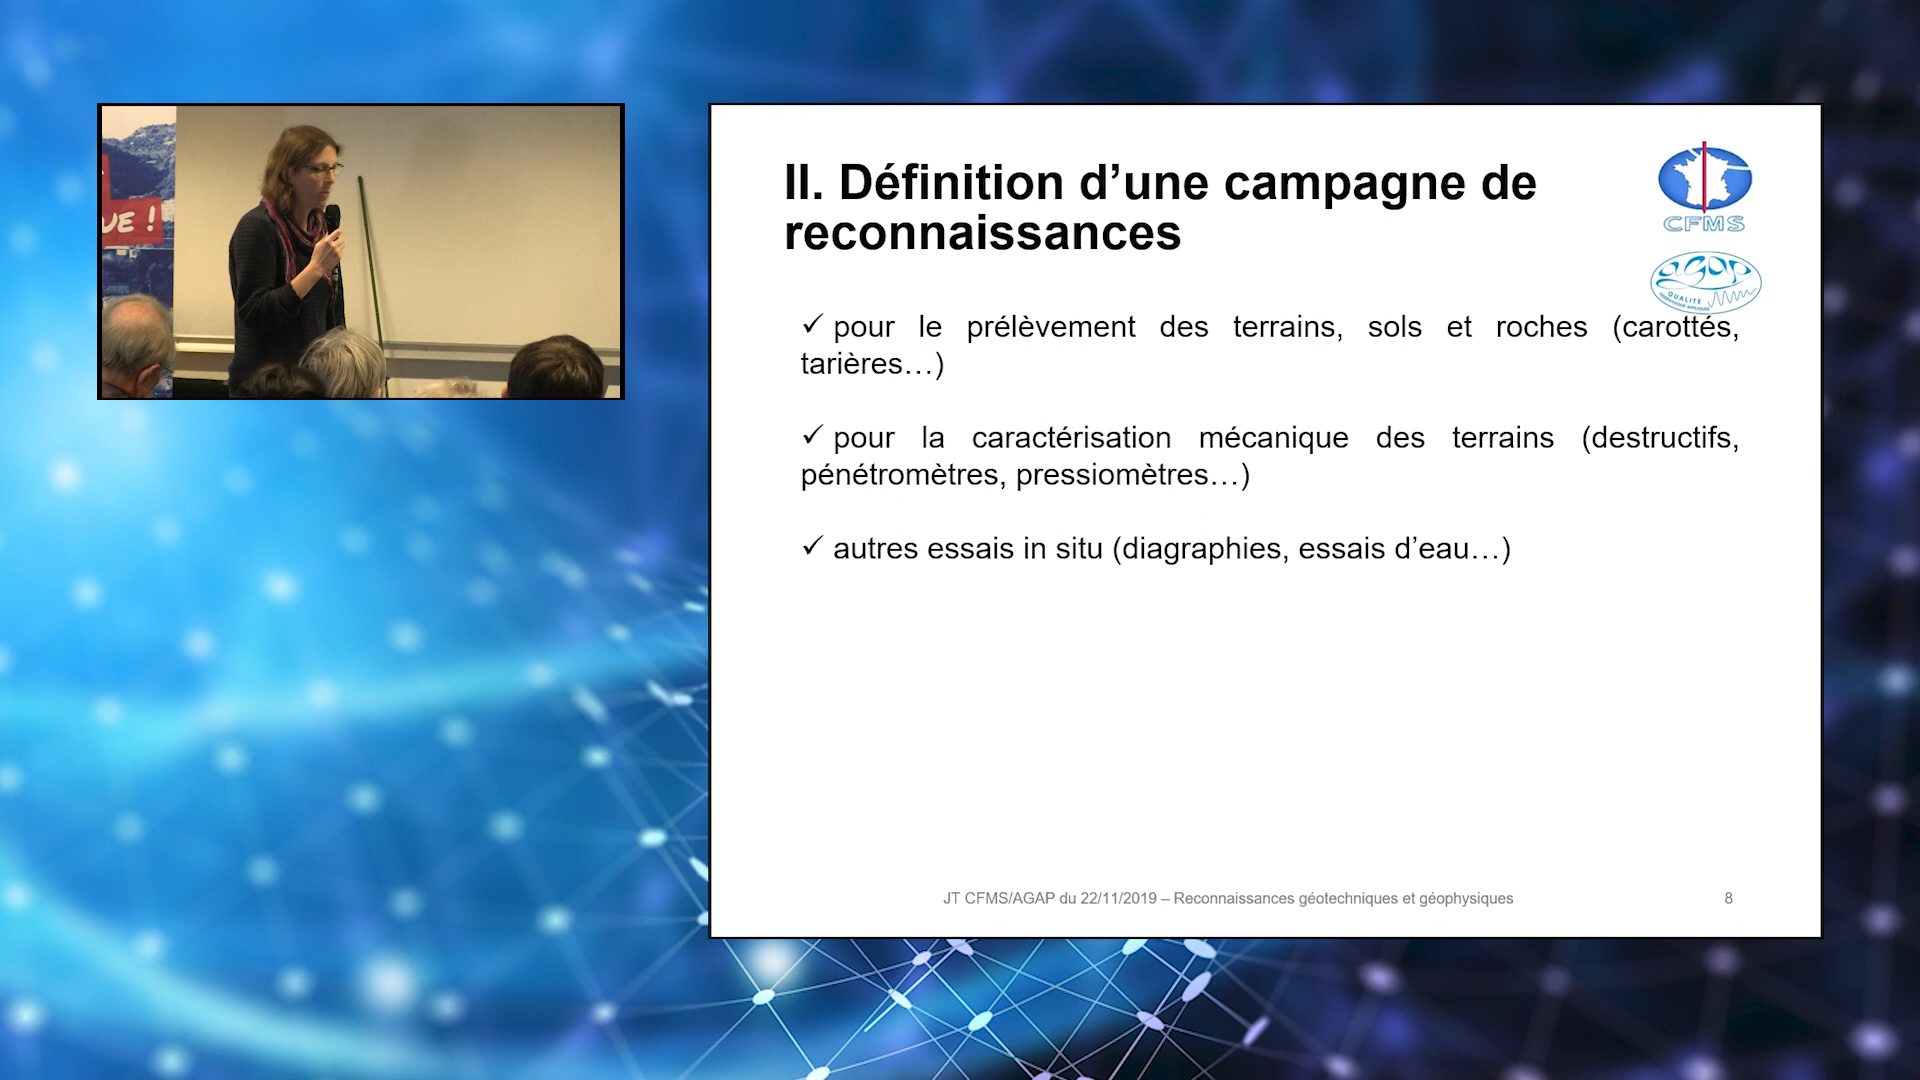 UE !
II. Définition d’une campagne de
reconnaissances
CFMS
agap
QUALITÉ
✓ pour le prélèvement des terrains, sols et roches (carottés,
tarières…)
✓ pour la caractérisation mécanique des terrains (destructifs,
pénétromètres, pressiomètres…)
✓ autres essais in situ (diagraphies, essais d’eau…)
JT CFMS/AGAP du 22/11/2019 – Reconnaissances géotechniques et géophysiques
8